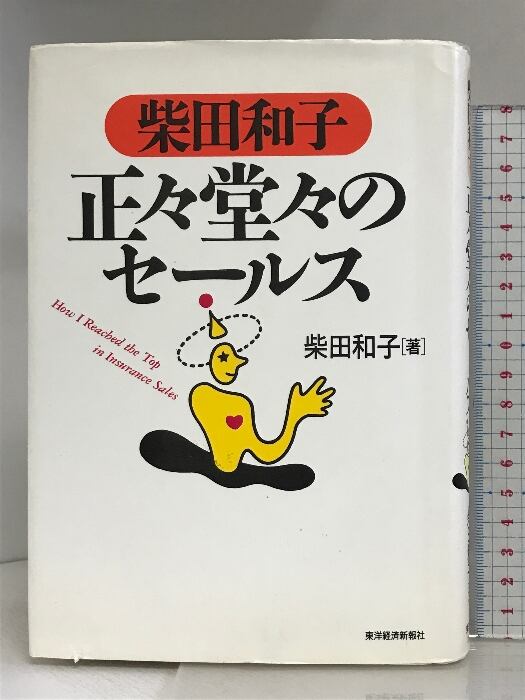 柴田和子
正々堂々の
セールス
How I Reached the Top
in Insurance Sales
柴田和子[著]
東洋経済新報社